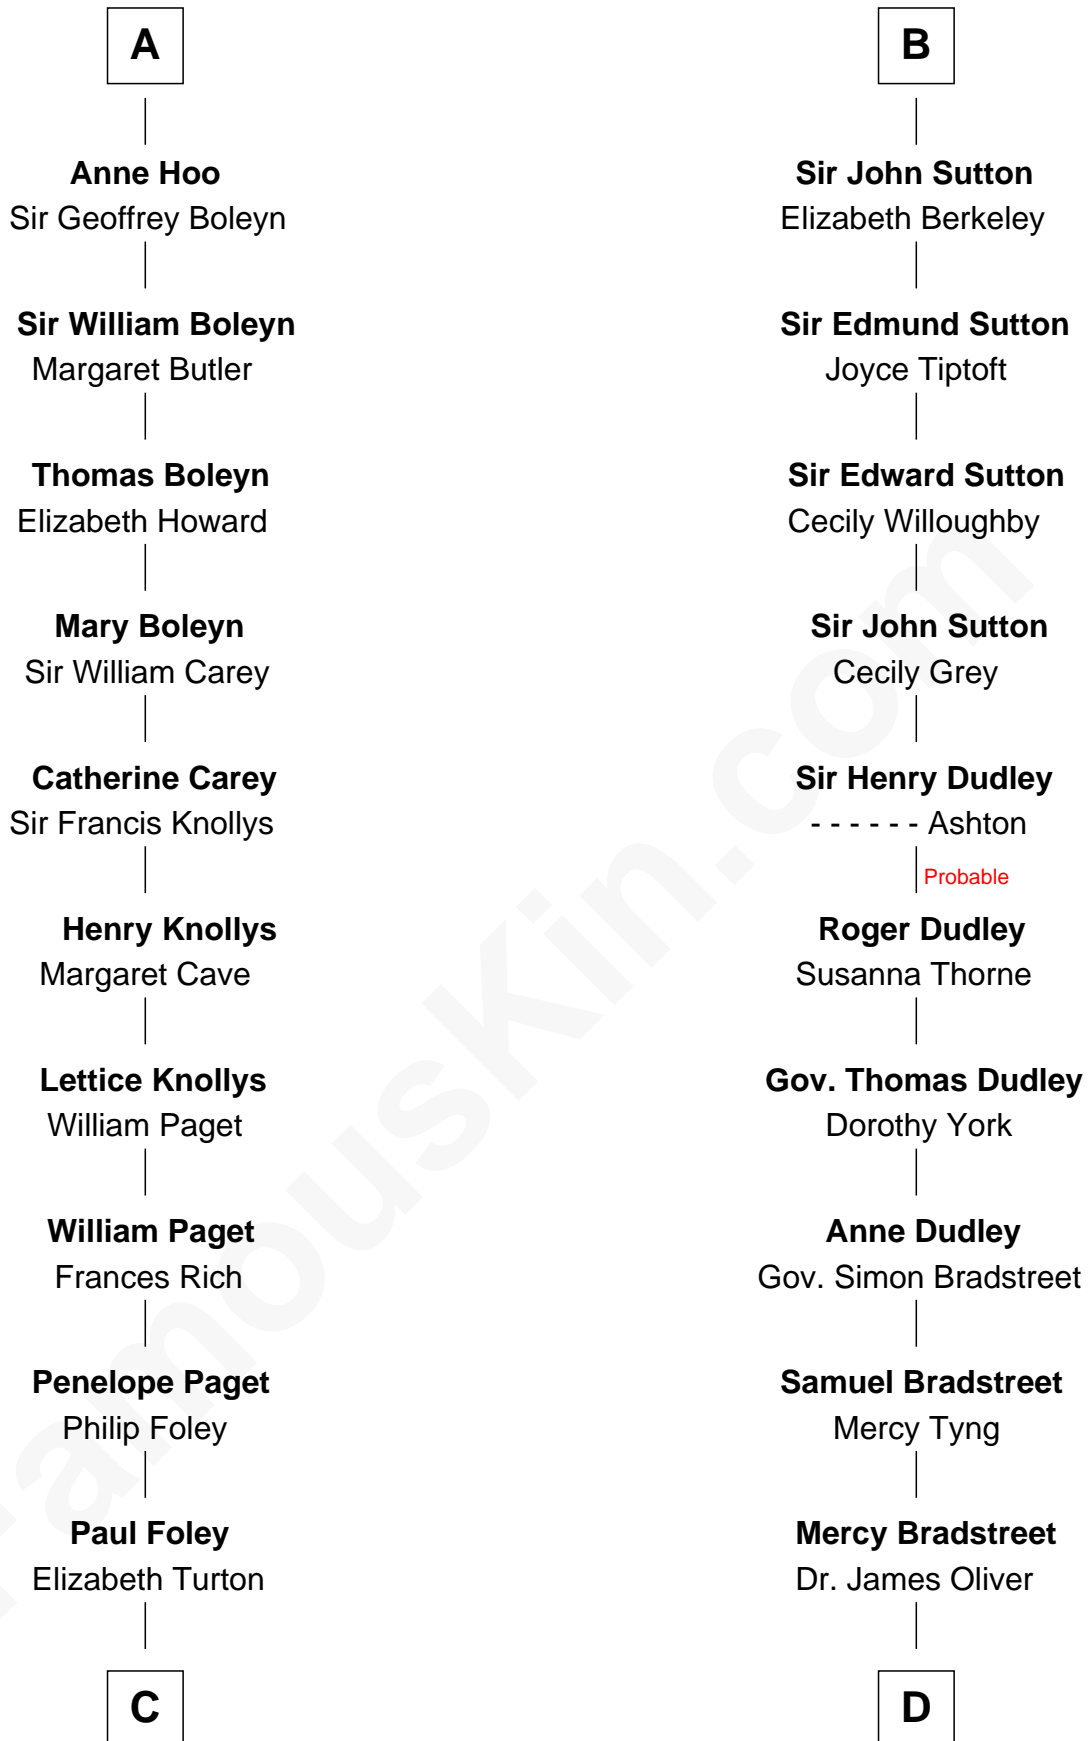 A
Anne Hoo
Sir Geoffrey Boleyn
Sir William Boleyn
Margaret Butler
Thomas Boleyn
Elizabeth Howard
Mary Boleyn
Sir William Carey
Catherine Carey
Sir Francis Knollys
Henry Knollys
Margaret Cave
Lettice Knollys
William Paget
William Paget
Frances Rich
Penelope Paget
Philip Foley
Paul Foley
Elizabeth Turton
C
B
Sir John Sutton
Elizabeth Berkeley
Sir Edmund Sutton
Joyce Tiptoft
Sir Edward Sutton
Cecily Willoughby
Sir John Sutton
Cecily Grey
Sir Henry Dudley
- - - - - - Ashton
Probable
Roger Dudley
Susanna Thorne
Gov. Thomas Dudley
Dorothy York
Anne Dudley
Gov. Simon Bradstreet
Samuel Bradstreet
Mercy Tyng
Mercy Bradstreet
Dr. James Oliver
D
FamousKin.com